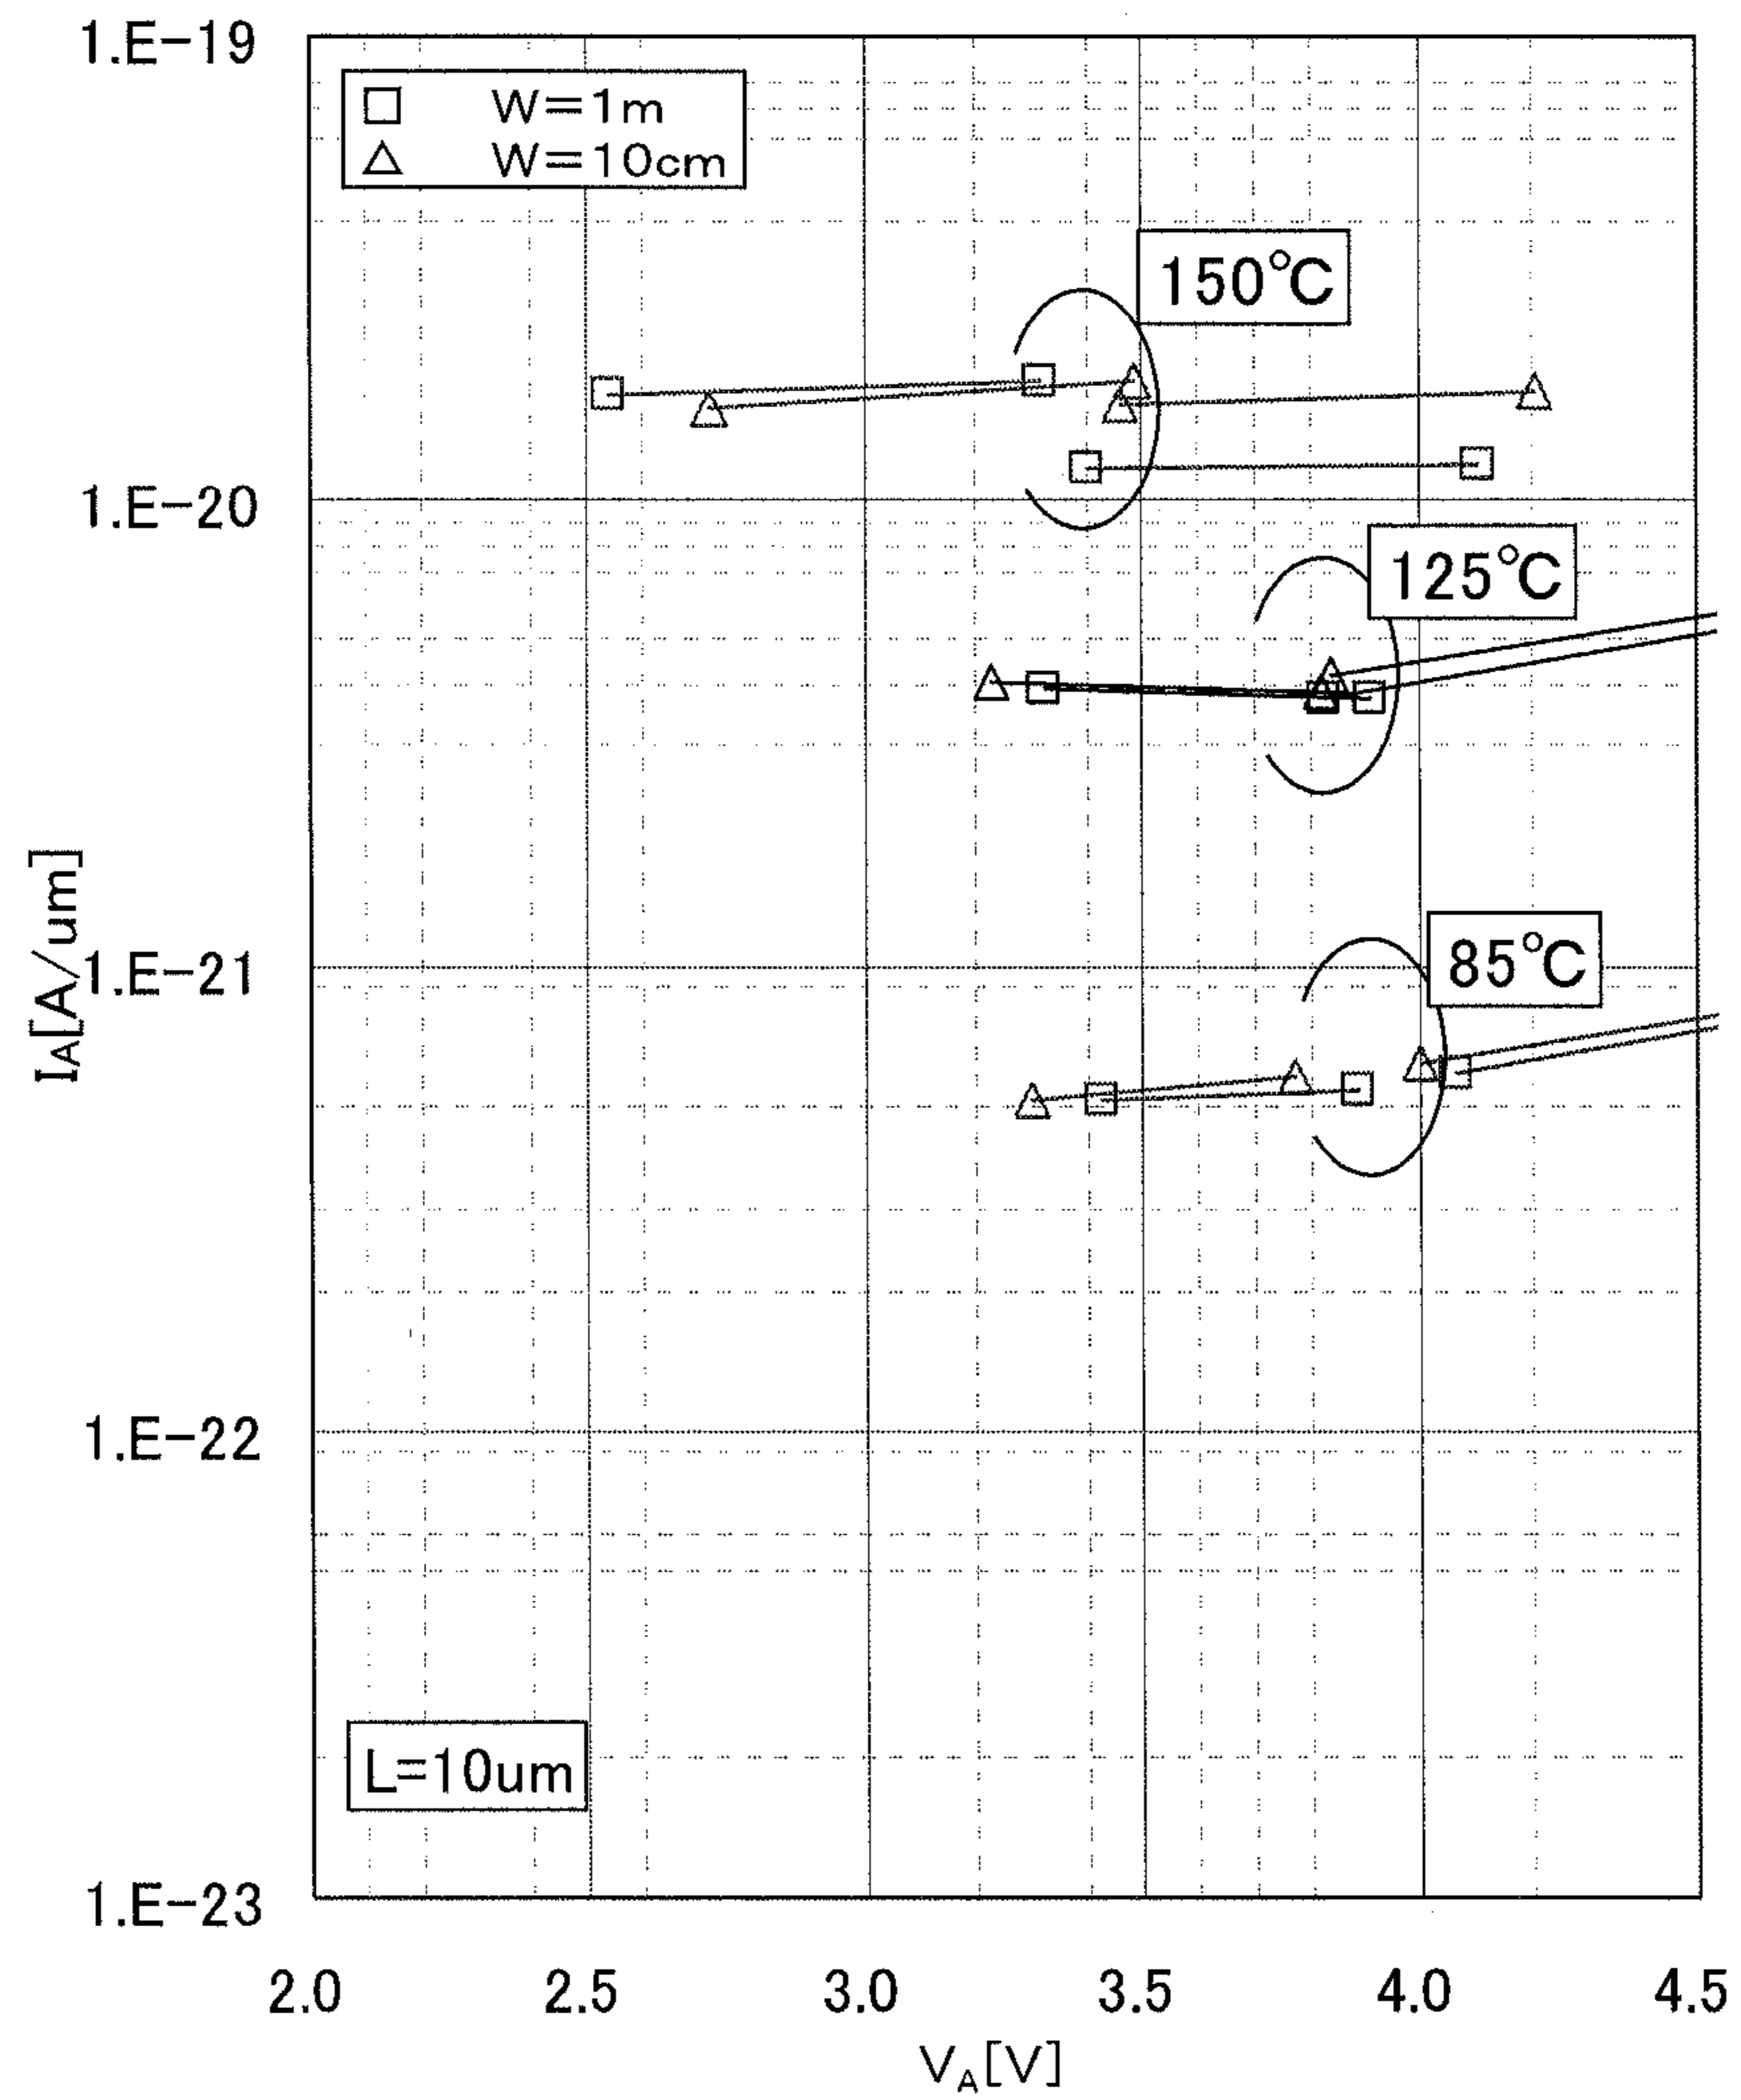 1.E-19
W=1m
W=10cm
150℃
1.E-20
125℃
IA[A/um]
1.E-21
85℃
1.E-22
L=10um
1.E-23
2.0 2.5 3.0 3.5 4.0 4.5
VA[V]